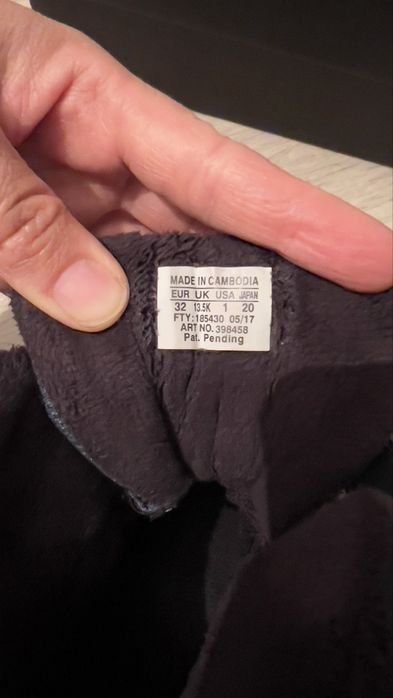 MADE IN CAMBODIA
EUR UK USA JAPAN
32 13.5K 1 20
FTY:185430 05/17
ART NO. 398458
Pat. Pending